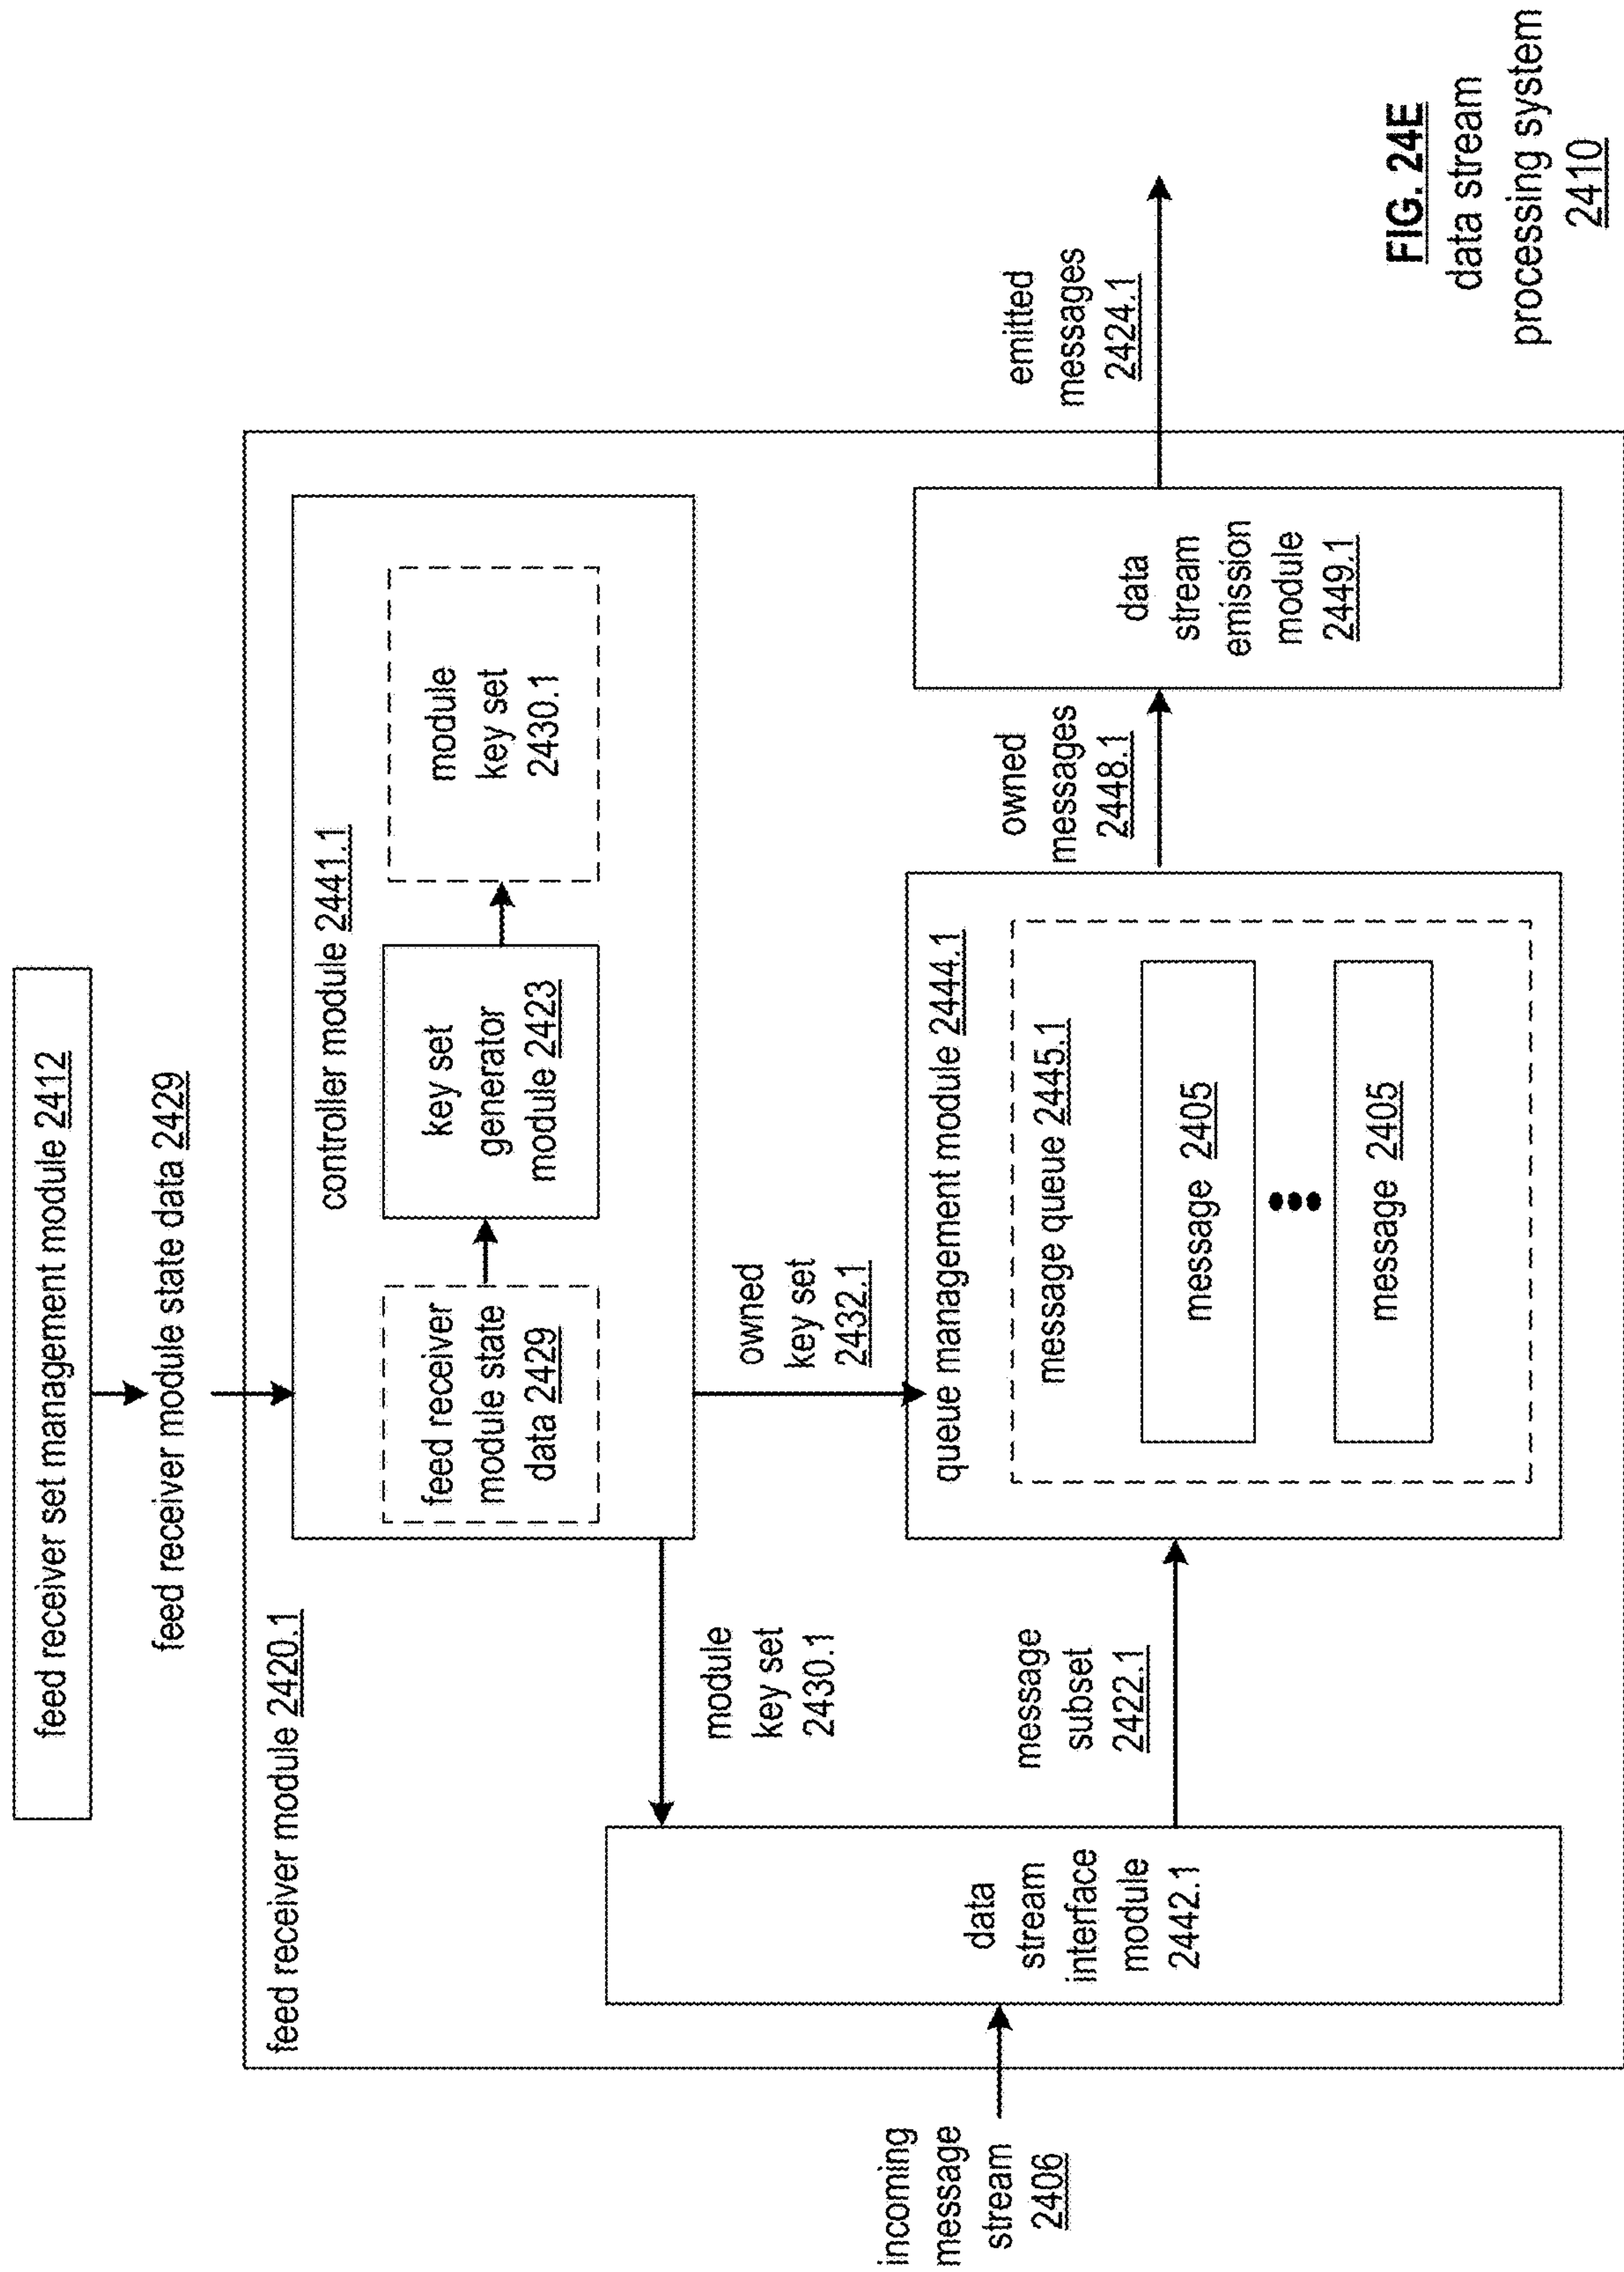 feed receiver set management module 2412
feed receiver module state data 2429
feed receiver module 2420.1
controller module 2441.1
feed receiver
module state
data 2429
key set
generator
module 2423
module
key set
2430.1
module
key set
2430.1
owned
key set
2432.1
incoming
message
stream
2406
data
stream
interface
module
2442.1
message
subset
2422.1
queue management module 2444.1
message queue 2445.1
message 2405
message 2405
owned
messages
2448.1
data
stream
emission
module
2449.1
emitted
messages
2424.1
FIG. 24E
data stream
processing system
2410